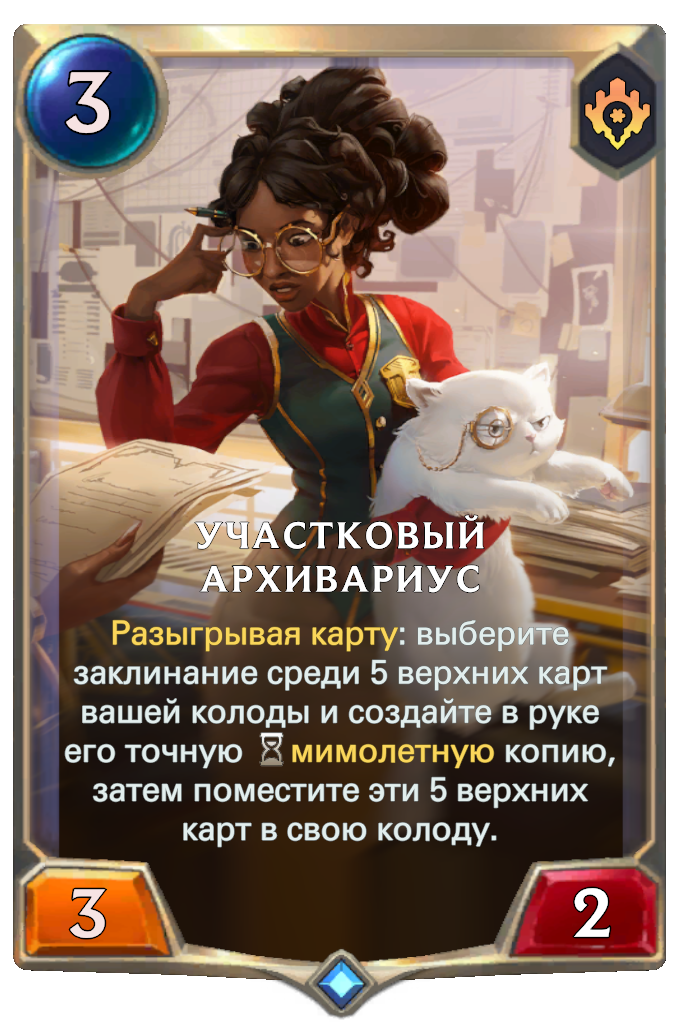 3
УЧАСТКОВЫЙ
АРХИВАРИУС
Разыгрывая карту: выберите
заклинание среди 5 верхних карт
вашей колоды и создайте в руке
его точную мимолетную копию,
затем поместите эти 5 верхних
карт в свою колоду.
3
2